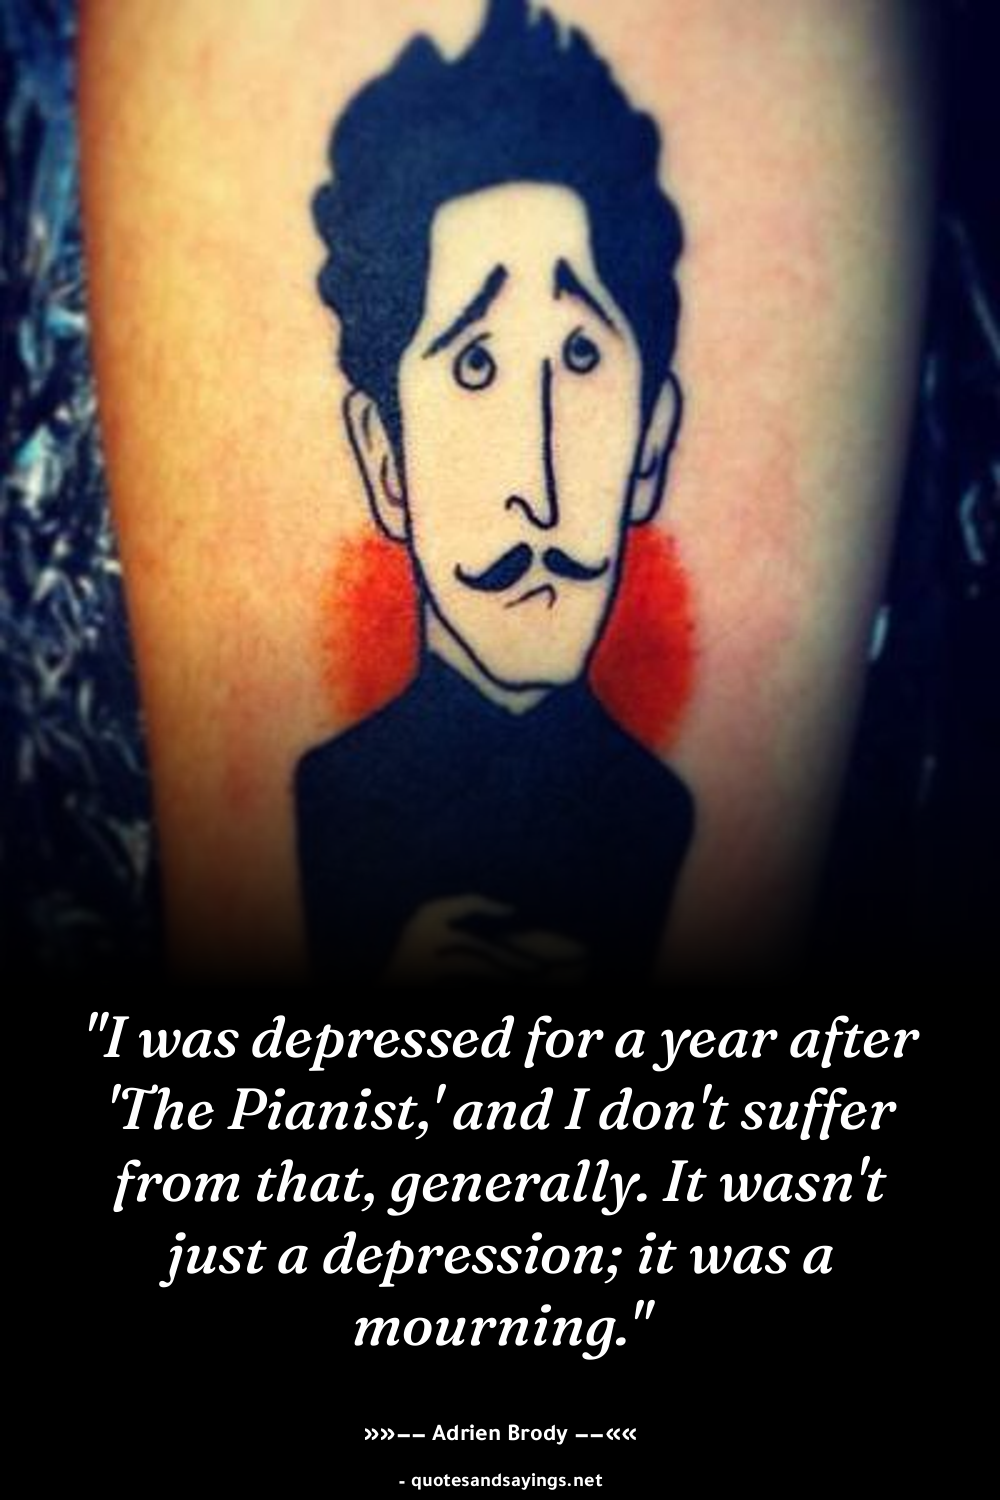 "I was depressed for a year after
'The Pianist,' and I don't suffer
from that, generally. It wasn't
just a depression; it was a
mourning."
»»−− Adrien Brody −−««
- quotesandsayings.net